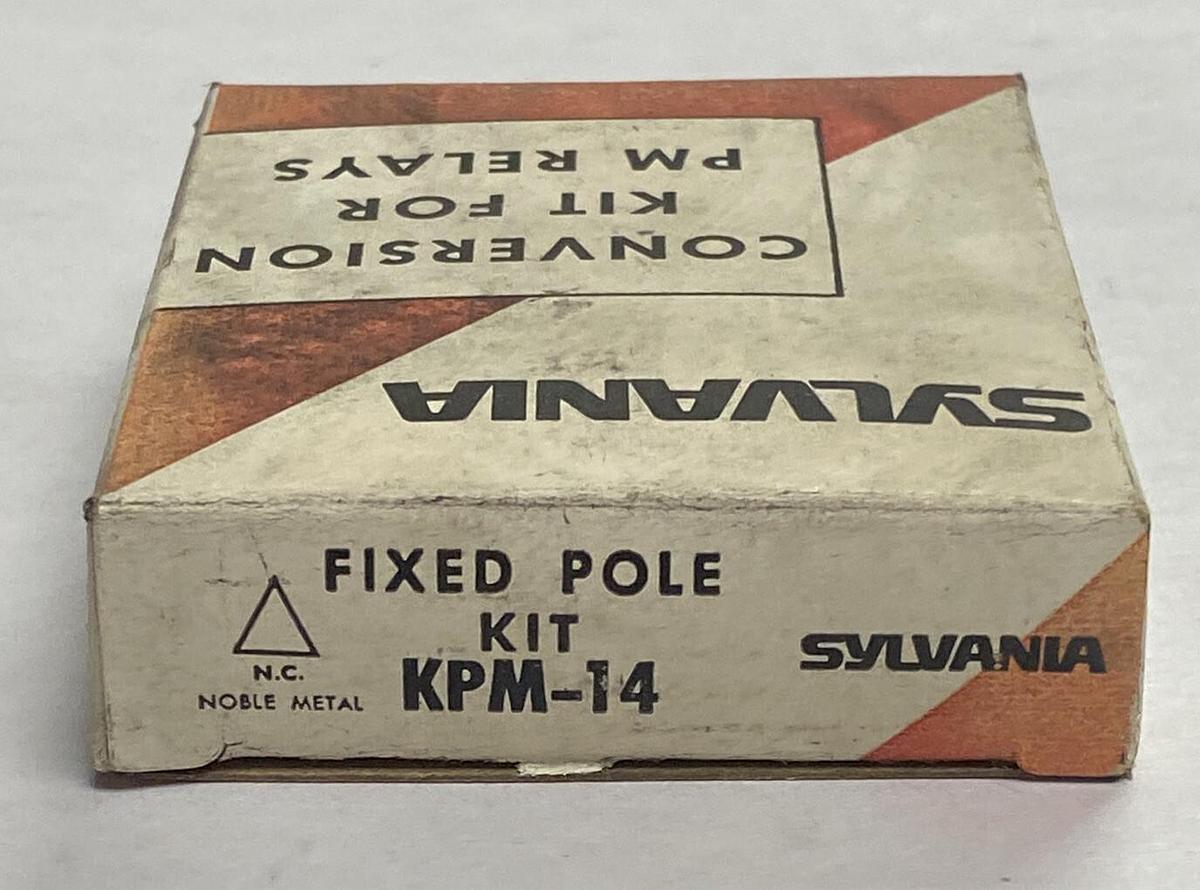 SYLVANIA
CONVERSION
KIT FOR
PM RELAYS
FIXED POLE
KIT
KPM-14
N.C.
NOBLE METAL
SYLVANIA